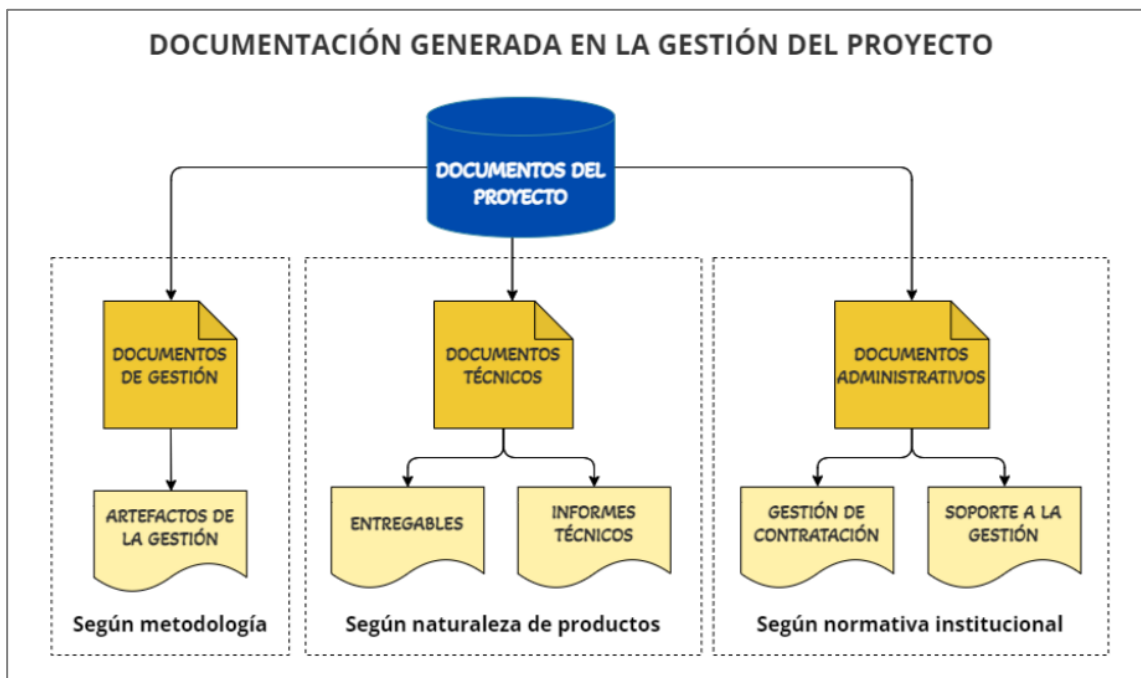 DOCUMENTACIÓN GENERADA EN LA GESTIÓN DEL PROYECTO
DOCUMENTOS DEL
PROYECTO
DOCUMENTOS
DE GESTIÓN
ARTEFACTOS DE
LA GESTIÓN
Según metodología
DOCUMENTOS
TÉCNICOS
ENTREGABLES
INFORMES
TÉCNICOS
Según naturaleza de productos
DOCUMENTOS
ADMINISTRATIVOS
GESTIÓN DE
CONTRATACIÓN
SOPORTE A LA
GESTIÓN
Según normativa institucional